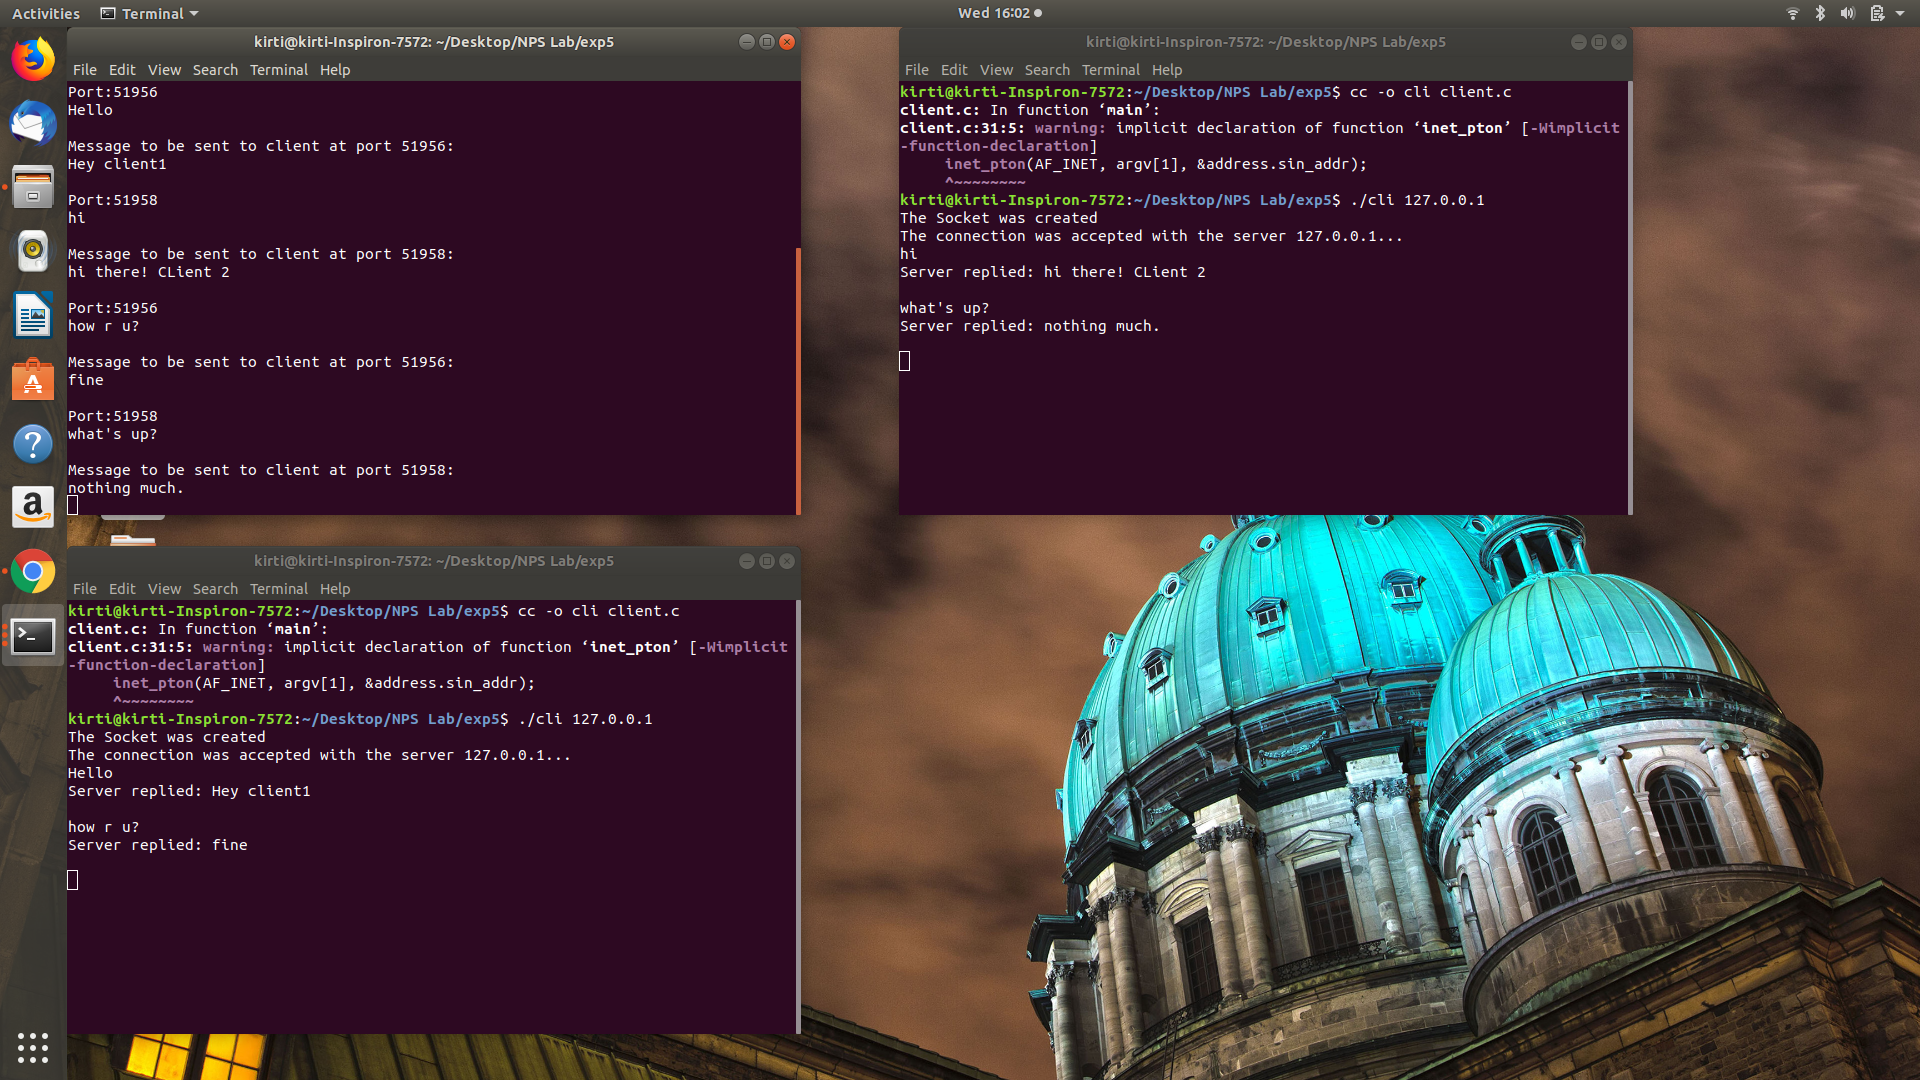 Activities
Terminal
Wed 16:02
kirti@kirti-Inspiron-7572: ~/Desktop/NPS Lab/exp5
File Edit View Search Terminal Help
Port:51956
Hello
Message to be sent to client at port 51956:
Hey client1
Port:51958
hi
Message to be sent to client at port 51958:
hi there! CLient 2
Port:51956
how r u?
Message to be sent to client at port 51956:
fine
Port:51958
what's up?
Message to be sent to client at port 51958:
nothing much.
kirti@kirti-Inspiron-7572: ~/Desktop/NPS Lab/exp5
File Edit View Search Terminal Help
kirti@kirti-Inspiron-7572:~/Desktop/NPS Lab/exp5$ cc -o cli client.c
client.c: In function ‘main’:
client.c:31:5: warning: implicit declaration of function ‘inet_pton’ [-Wimplicit
-function-declaration]
inet_pton(AF_INET, argv[1], &address.sin_addr);
^~~~~~~~~
kirti@kirti-Inspiron-7572:~/Desktop/NPS Lab/exp5$ ./cli 127.0.0.1
The Socket was created
The connection was accepted with the server 127.0.0.1...
hi
Server replied: hi there! CLient 2
what's up?
Server replied: nothing much.
kirti@kirti-Inspiron-7572: ~/Desktop/NPS Lab/exp5
File Edit View Search Terminal Help
kirti@kirti-Inspiron-7572:~/Desktop/NPS Lab/exp5$ cc -o cli client.c
client.c: In function ‘main’:
client.c:31:5: warning: implicit declaration of function ‘inet_pton’ [-Wimplicit
-function-declaration]
inet_pton(AF_INET, argv[1], &address.sin_addr);
^~~~~~~~~
kirti@kirti-Inspiron-7572:~/Desktop/NPS Lab/exp5$ ./cli 127.0.0.1
The Socket was created
The connection was accepted with the server 127.0.0.1...
Hello
Server replied: Hey client1
how r u?
Server replied: fine